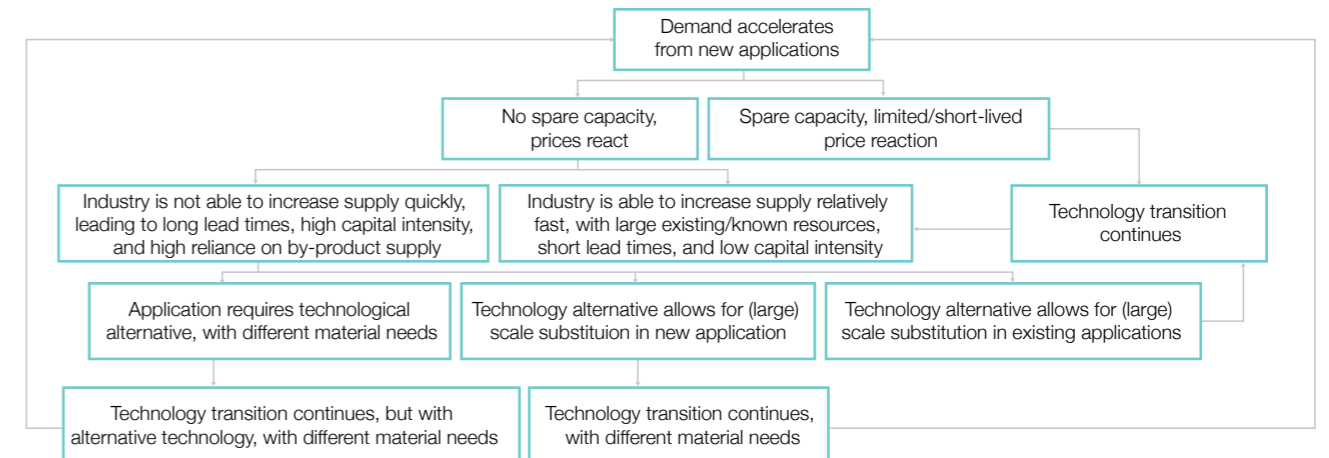 Demand accelerates
from new applications
No spare capacity,
prices react
Spare capacity, limited/short-lived
price reaction
Industry is not able to increase supply quickly,
leading to long lead times, high capital intensity,
and high reliance on by-product supply
Industry is able to increase supply relatively
fast, with large existing/known resources,
short lead times, and low capital intensity
Technology transition
continues
Application requires technological
alternative, with different material needs
Technology alternative allows for (large)
scale substituion in new application
Technology alternative allows for (large)
scale substitution in existing applications
Technology transition continues, but with
alternative technology, with different material needs
Technology transition continues,
with different material needs